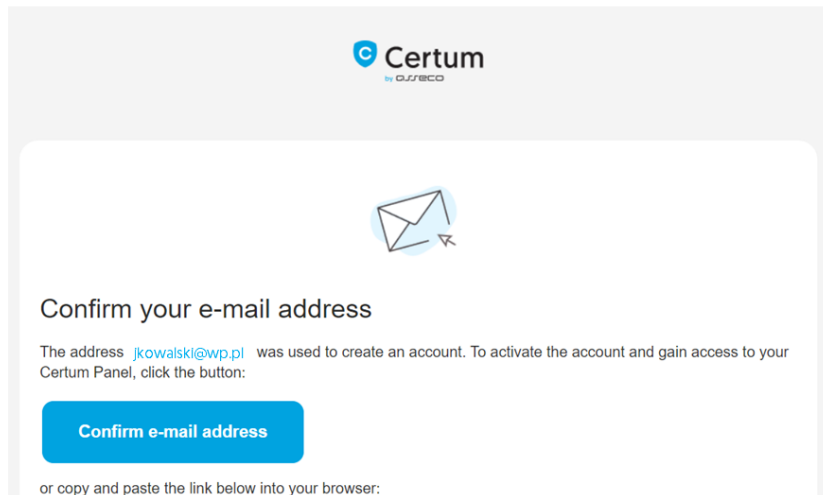 Certum
by asseco
Confirm your e-mail address
The address jkowalski@wp.pl was used to create an account. To activate the account and gain access to your
Certum Panel, click the button:
Confirm e-mail address
or copy and paste the link below into your browser: